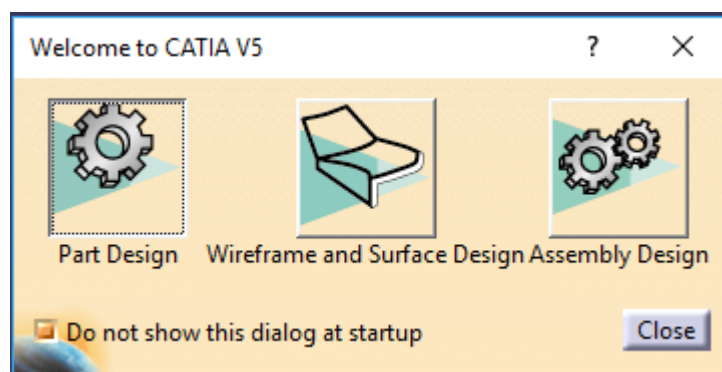 Welcome to CATIA V5
?
Part Design
Wireframe and Surface Design
Assembly Design
Do not show this dialog at startup
Close